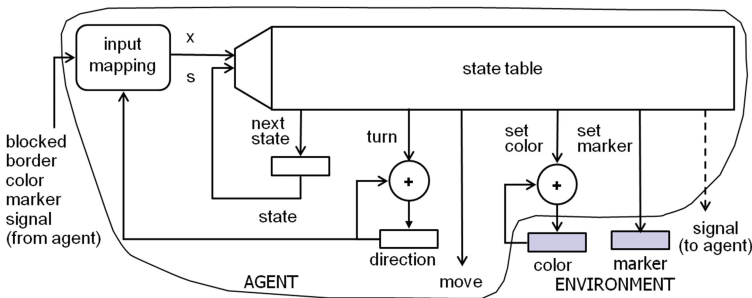 input
mapping
x
s
state table
blocked
border
color
marker
signal
(from agent)
next
state
turn
set
color
set
marker
+
+
state
direction
move
color
marker
signal
(to agent)
AGENT
ENVIRONMENT